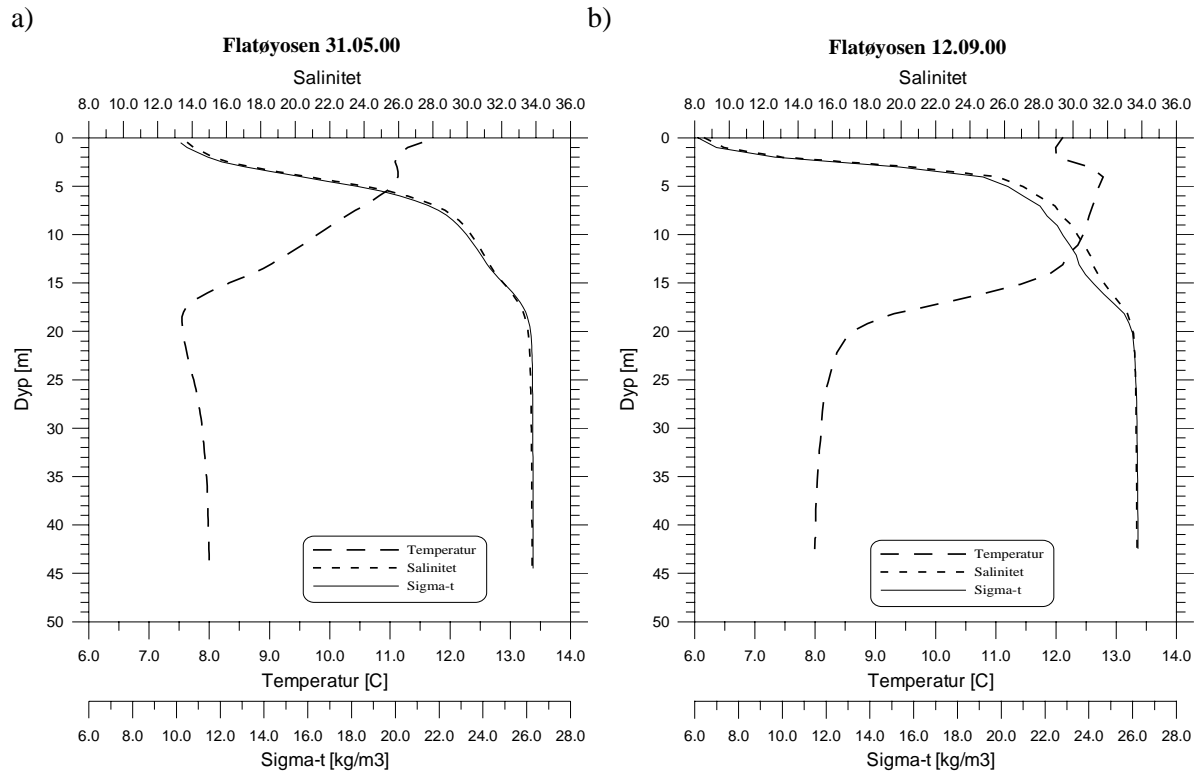 a)
Flatøyosen 31.05.00
Salinitet
8.0 10.0 12.0 14.0 16.0 18.0 20.0 22.0 24.0 26.0 28.0 30.0 32.0 34.0 36.0
0
5
10
15
20
25
30
35
40
45
50
Dyp [m]
Temperatur
Salinitet
Sigma-t
6.0 7.0 8.0 9.0 10.0 11.0 12.0 13.0 14.0
Temperatur [C]
6.0 8.0 10.0 12.0 14.0 16.0 18.0 20.0 22.0 24.0 26.0 28.0
Sigma-t [kg/m3]
b)
Flatøyosen 12.09.00
Salinitet
8.0 10.0 12.0 14.0 16.0 18.0 20.0 22.0 24.0 26.0 28.0 30.0 32.0 34.0 36.0
0
5
10
15
20
25
30
35
40
45
50
Dyp [m]
Temperatur
Salinitet
Sigma-t
6.0 7.0 8.0 9.0 10.0 11.0 12.0 13.0 14.0
Temperatur [C]
6.0 8.0 10.0 12.0 14.0 16.0 18.0 20.0 22.0 24.0 26.0 28.0
Sigma-t [kg/m3]